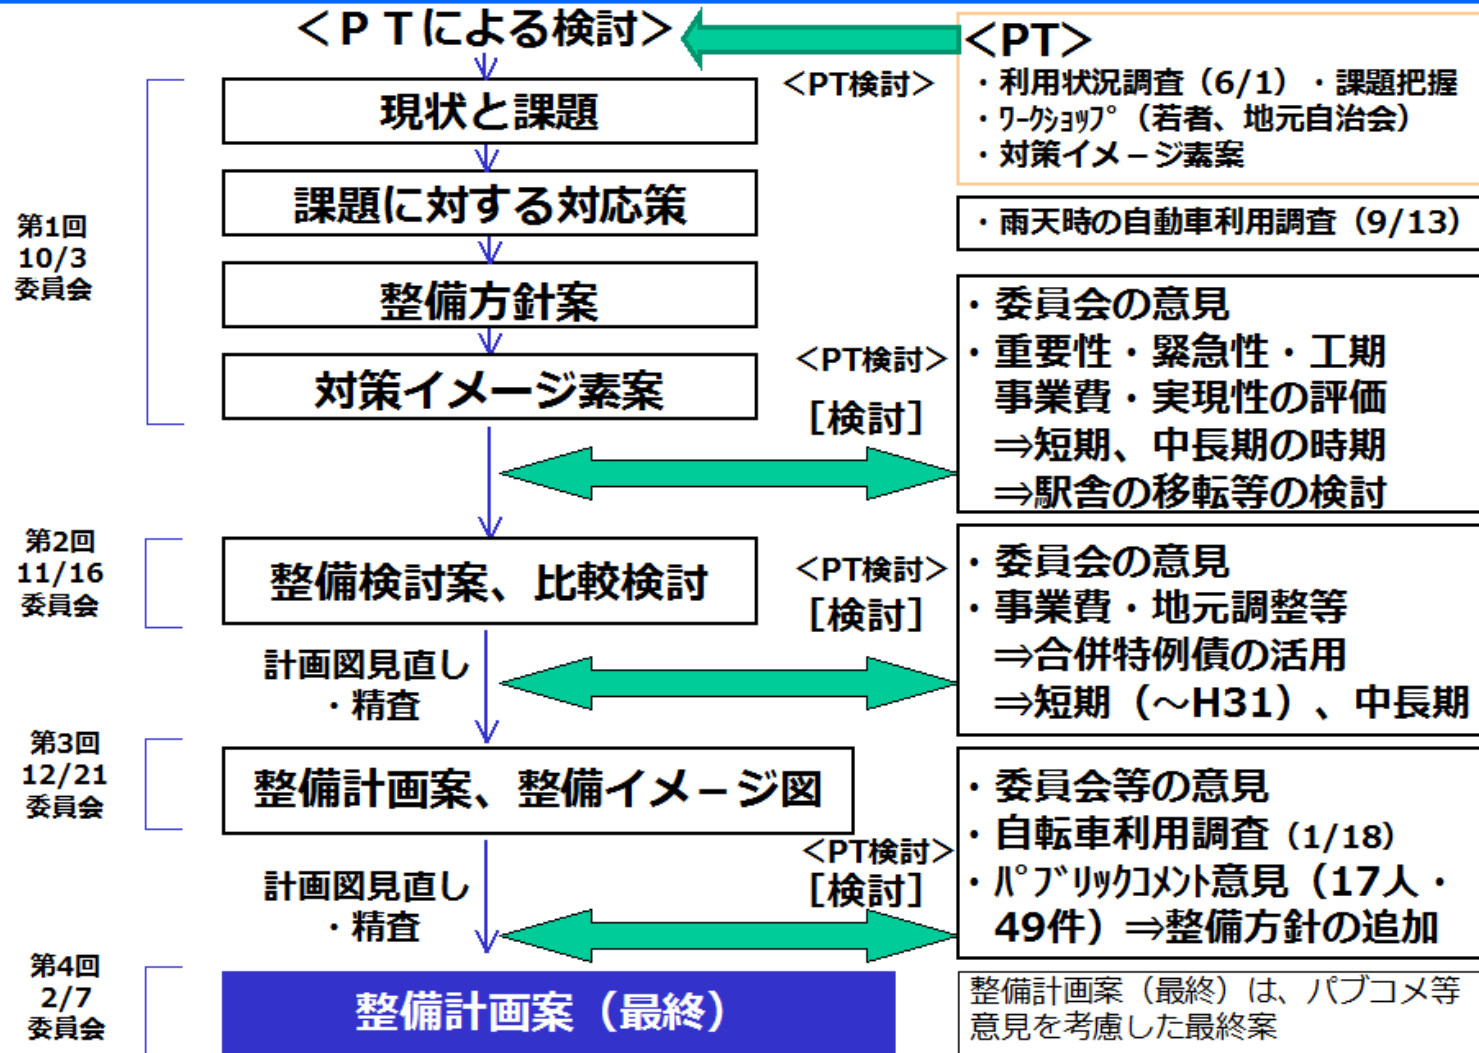 ＜ＰＴによる検討＞
＜PT＞
・利用状況調査（6/1）・課題把握
・ﾜｰｸｼｮｯﾌﾟ（若者、地元自治会）
・対策イメ－ジ素案
＜PT検討＞
第1回
10/3
委員会
現状と課題
課題に対する対応策
整備方針案
対策イメージ素案
・雨天時の自動車利用調査（9/13）
＜PT検討＞
［検討］
・委員会の意見
・重要性・緊急性・工期
事業費・実現性の評価
⇒短期、中長期の時期
⇒駅舎の移転等の検討
第2回
11/16
委員会
整備検討案、比較検討
＜PT検討＞
［検討］
・委員会の意見
・事業費・地元調整等
⇒合併特例債の活用
⇒短期（～H31）、中長期
計画図見直し
・精査
第3回
12/21
委員会
整備計画案、整備イメ－ジ図
＜PT検討＞
［検討］
・委員会等の意見
・自転車利用調査（1/18）
・ﾊﾟﾌﾞﾘｯｸｺﾒﾝﾄ意見（17人・
49件）⇒整備方針の追加
計画図見直し
・精査
第4回
2/7
委員会
整備計画案（最終）
整備計画案（最終）は、パブコメ等
意見を考慮した最終案